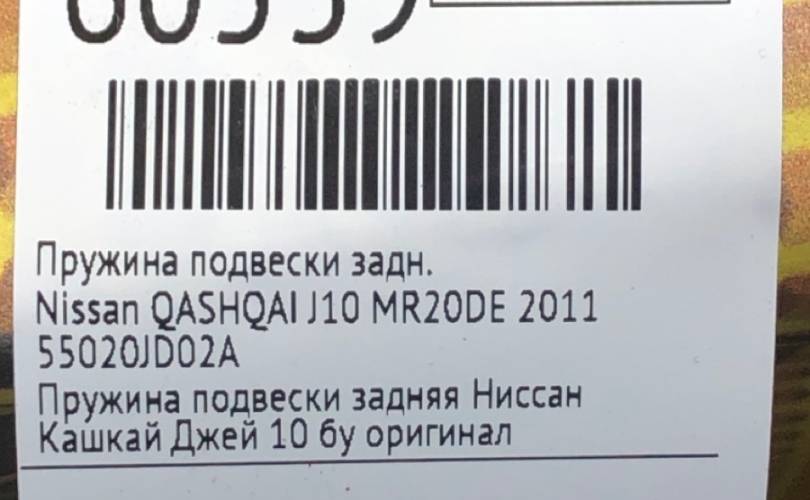 Пружина подвески задн.
Nissan QASHQAI J10 MR20DE 2011
55020JD02A
Пружина подвески задняя Ниссан
Кашкай Джей 10 бу оригинал